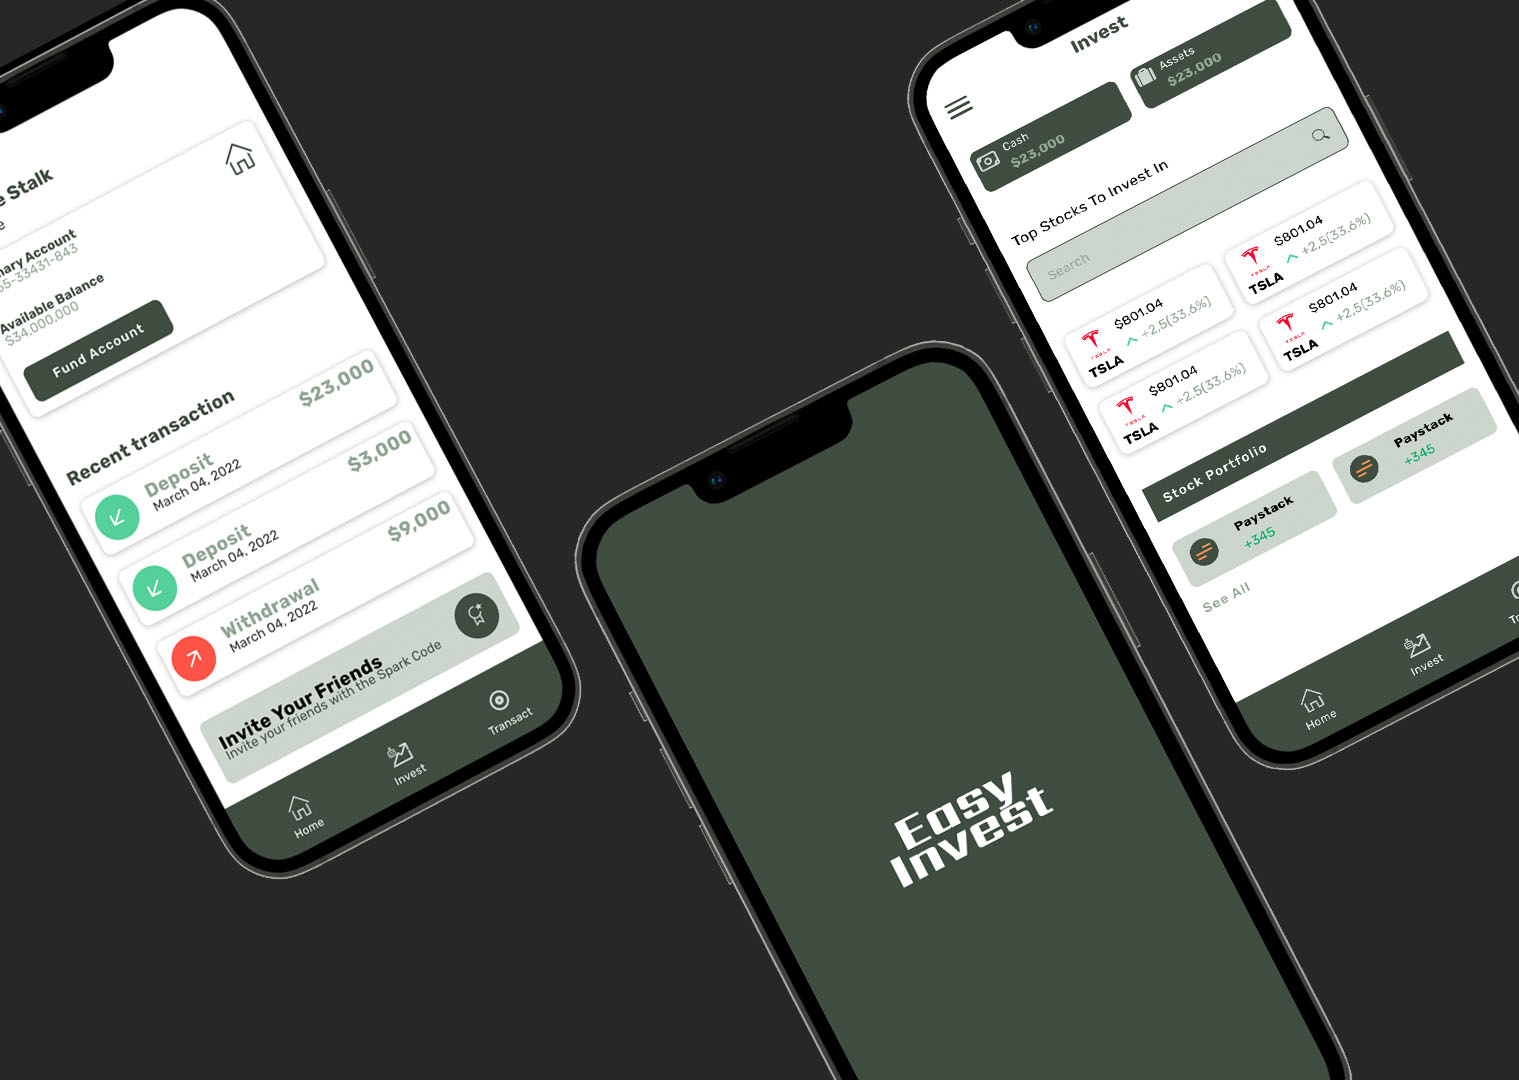 Stalk
Account
-33431-843
Available Balance
$34,000,000
Fund Account
Recent transaction
Deposit
March 04, 2022
$23,000
Deposit
March 04, 2022
$3,000
Withdrawal
March 04, 2022
$9,000
Invite Your Friends
Invite your friends with the Spark Code
Home
Invest
Transact
Easy
Invest
Invest
Cash
$23,000
Assets
$23,000
Top Stocks To Invest In
Search
TESLA
TSLA
$801.04
+2,5(33.6%)
TESLA
TSLA
$801.04
+2,5(33.6%)
TESLA
TSLA
$801.04
+2,5(33.6%)
TESLA
TSLA
$801.04
+2,5(33.6%)
Stock Portfolio
Paystack
+345
Paystack
+345
See All
Home
Invest